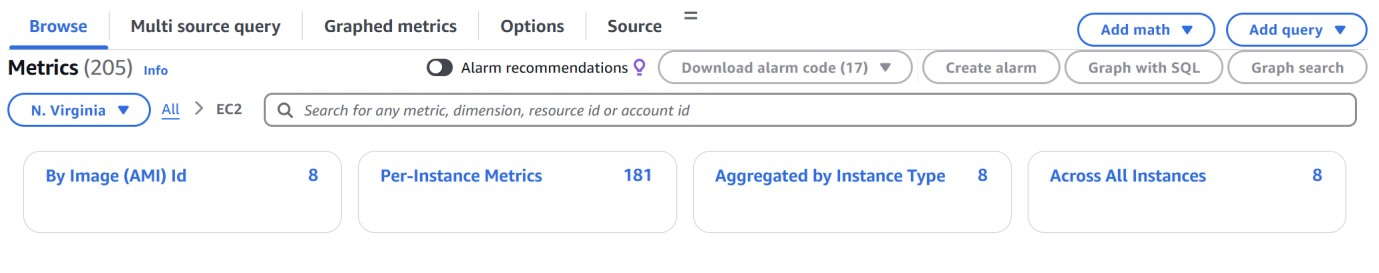 Browse Multi source query Graphed metrics Options Source Add math Add query
Metrics (205) Info Alarm recommendations Download alarm code (17) Create alarm Graph with SQL Graph search
N. Virginia All EC2 Search for any metric, dimension, resource id or account id
By Image (AMI) Id 8 Per-Instance Metrics 181 Aggregated by Instance Type 8 Across All Instances 8